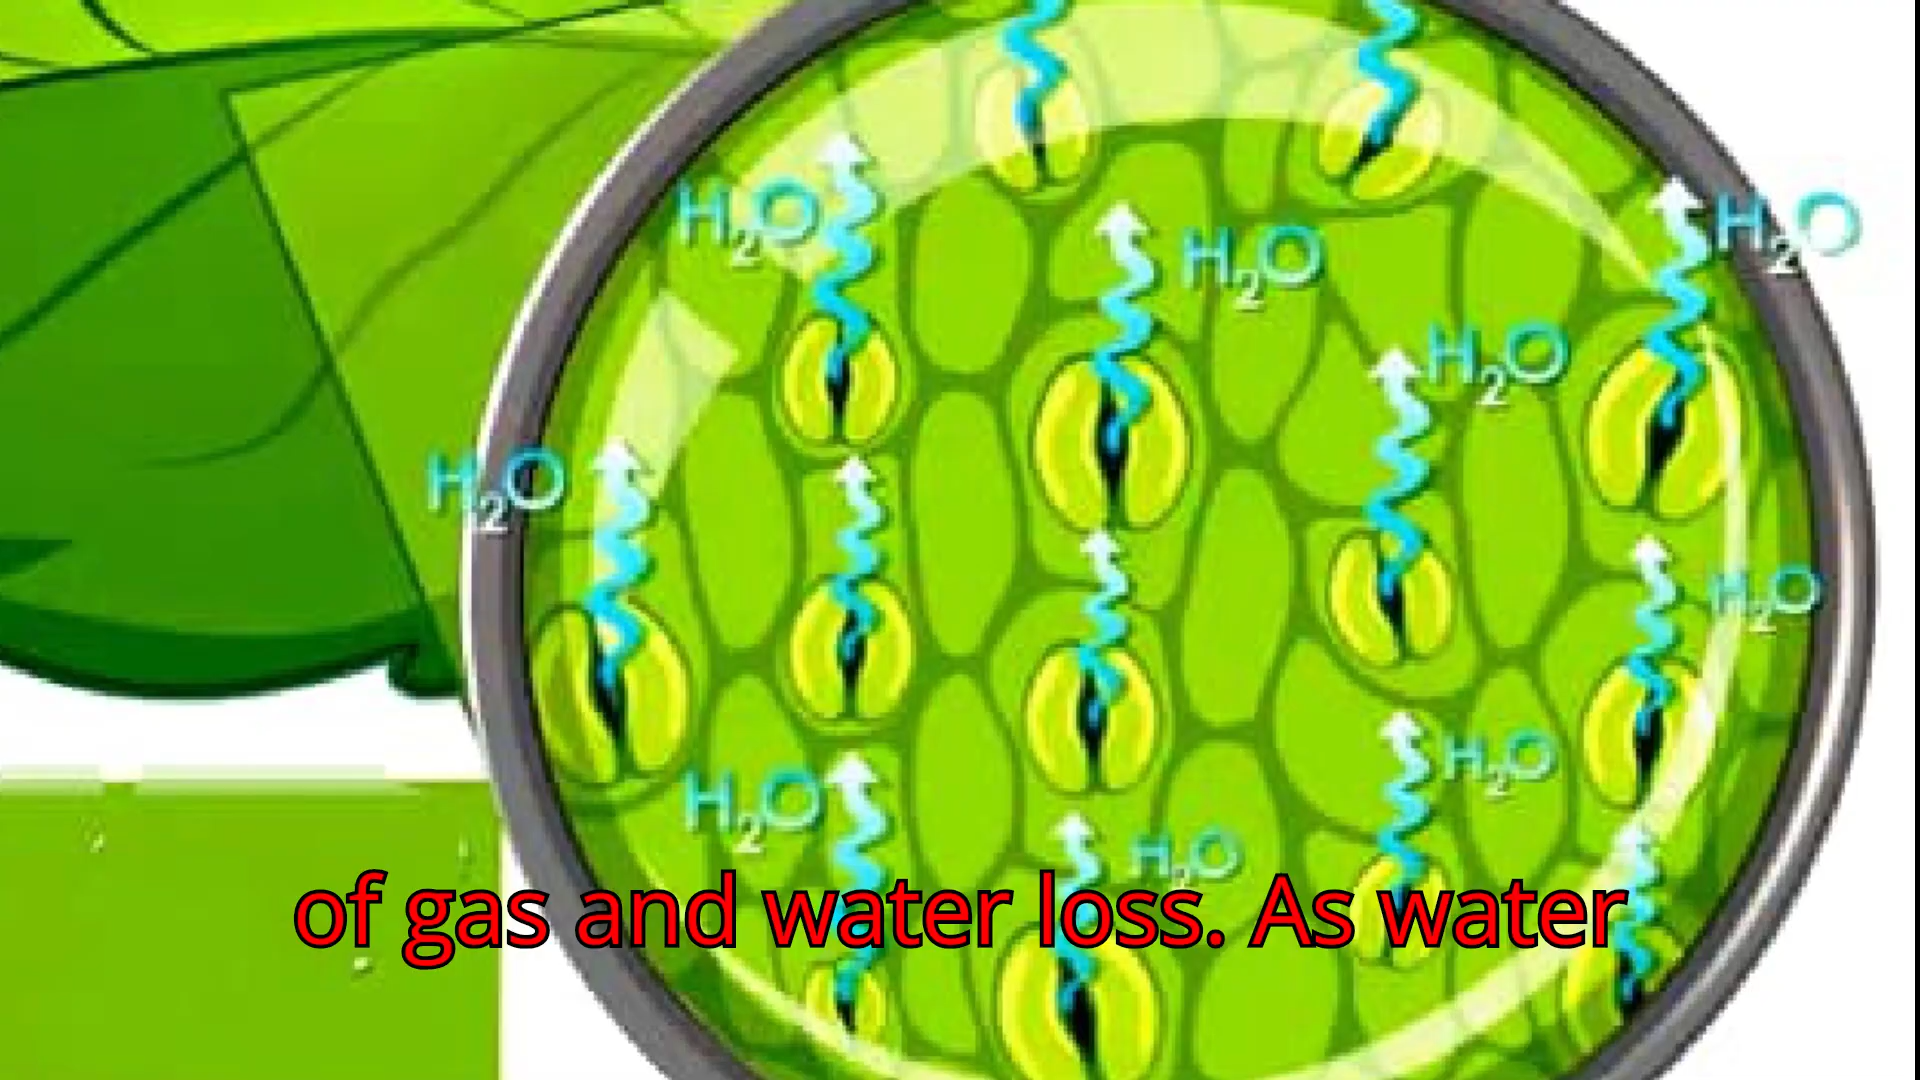 H₂O
H₂O
H₂O
H₂O
H₂O
H₂O
H₂O
H₂O
H₂O
of gas and water loss. As water